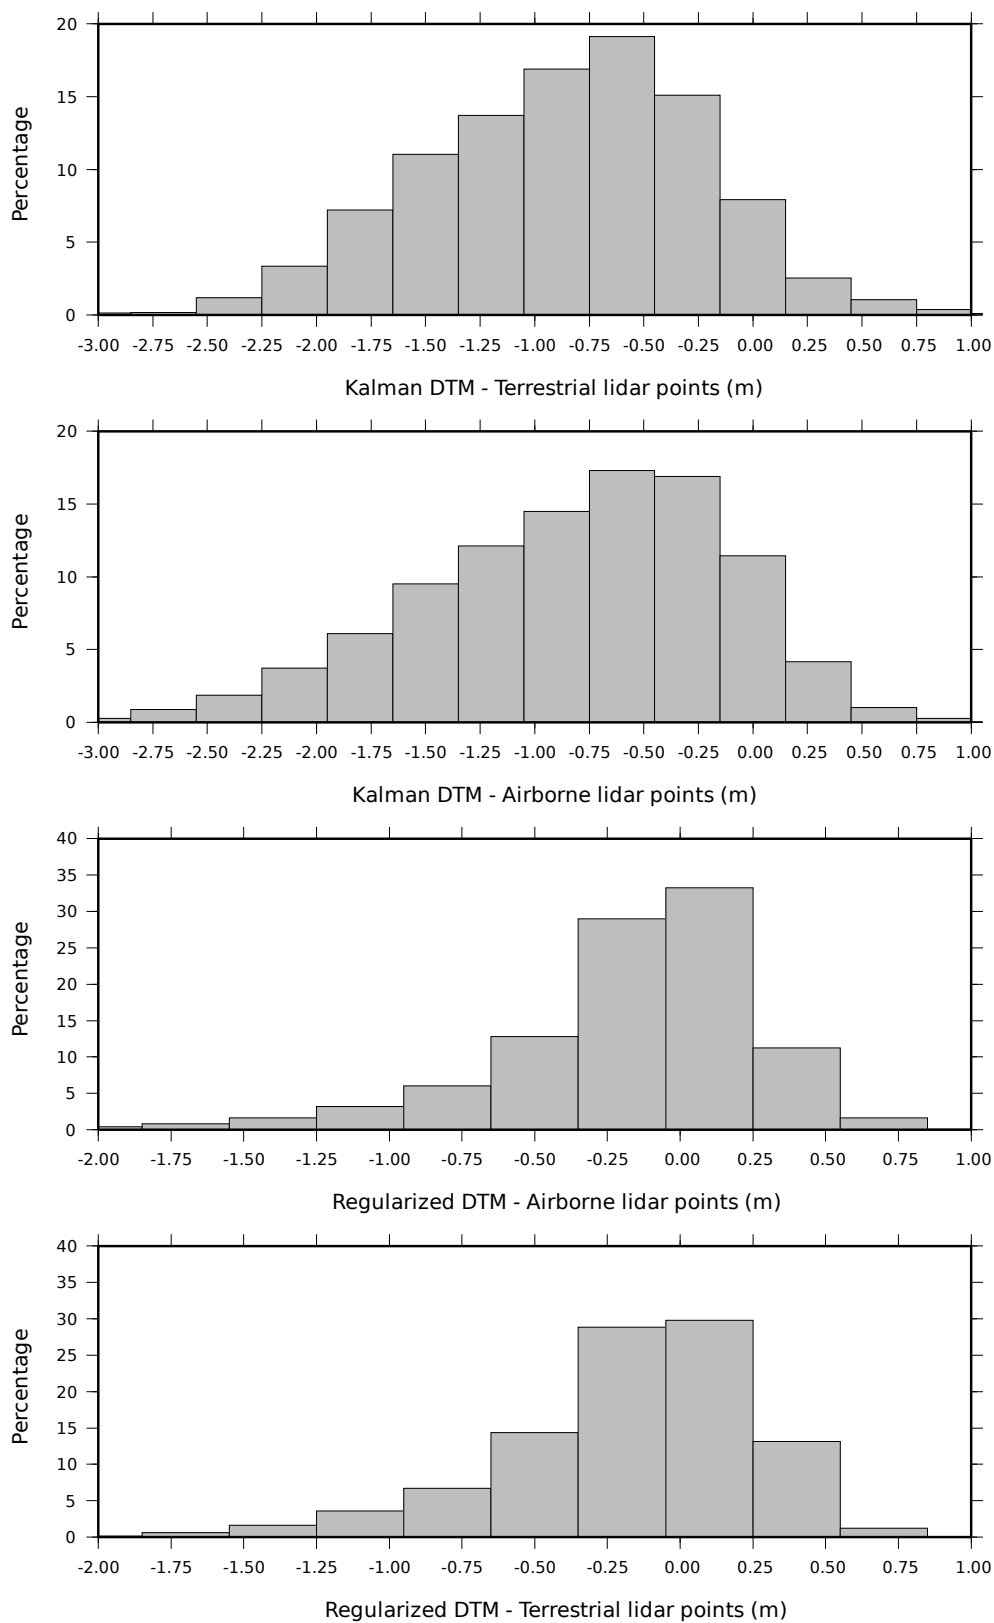 20
15
10
5
0
Percentage
-3.00 -2.75 -2.50 -2.25 -2.00 -1.75 -1.50 -1.25 -1.00 -0.75 -0.50 -0.25 0.00 0.25 0.50 0.75 1.00
Kalman DTM - Terrestrial lidar points (m)
20
15
10
5
0
Percentage
-3.00 -2.75 -2.50 -2.25 -2.00 -1.75 -1.50 -1.25 -1.00 -0.75 -0.50 -0.25 0.00 0.25 0.50 0.75 1.00
Kalman DTM - Airborne lidar points (m)
40
35
30
25
20
15
10
5
0
Percentage
-2.00 -1.75 -1.50 -1.25 -1.00 -0.75 -0.50 -0.25 0.00 0.25 0.50 0.75 1.00
Regularized DTM - Airborne lidar points (m)
40
35
30
25
20
15
10
5
0
Percentage
-2.00 -1.75 -1.50 -1.25 -1.00 -0.75 -0.50 -0.25 0.00 0.25 0.50 0.75 1.00
Regularized DTM - Terrestrial lidar points (m)